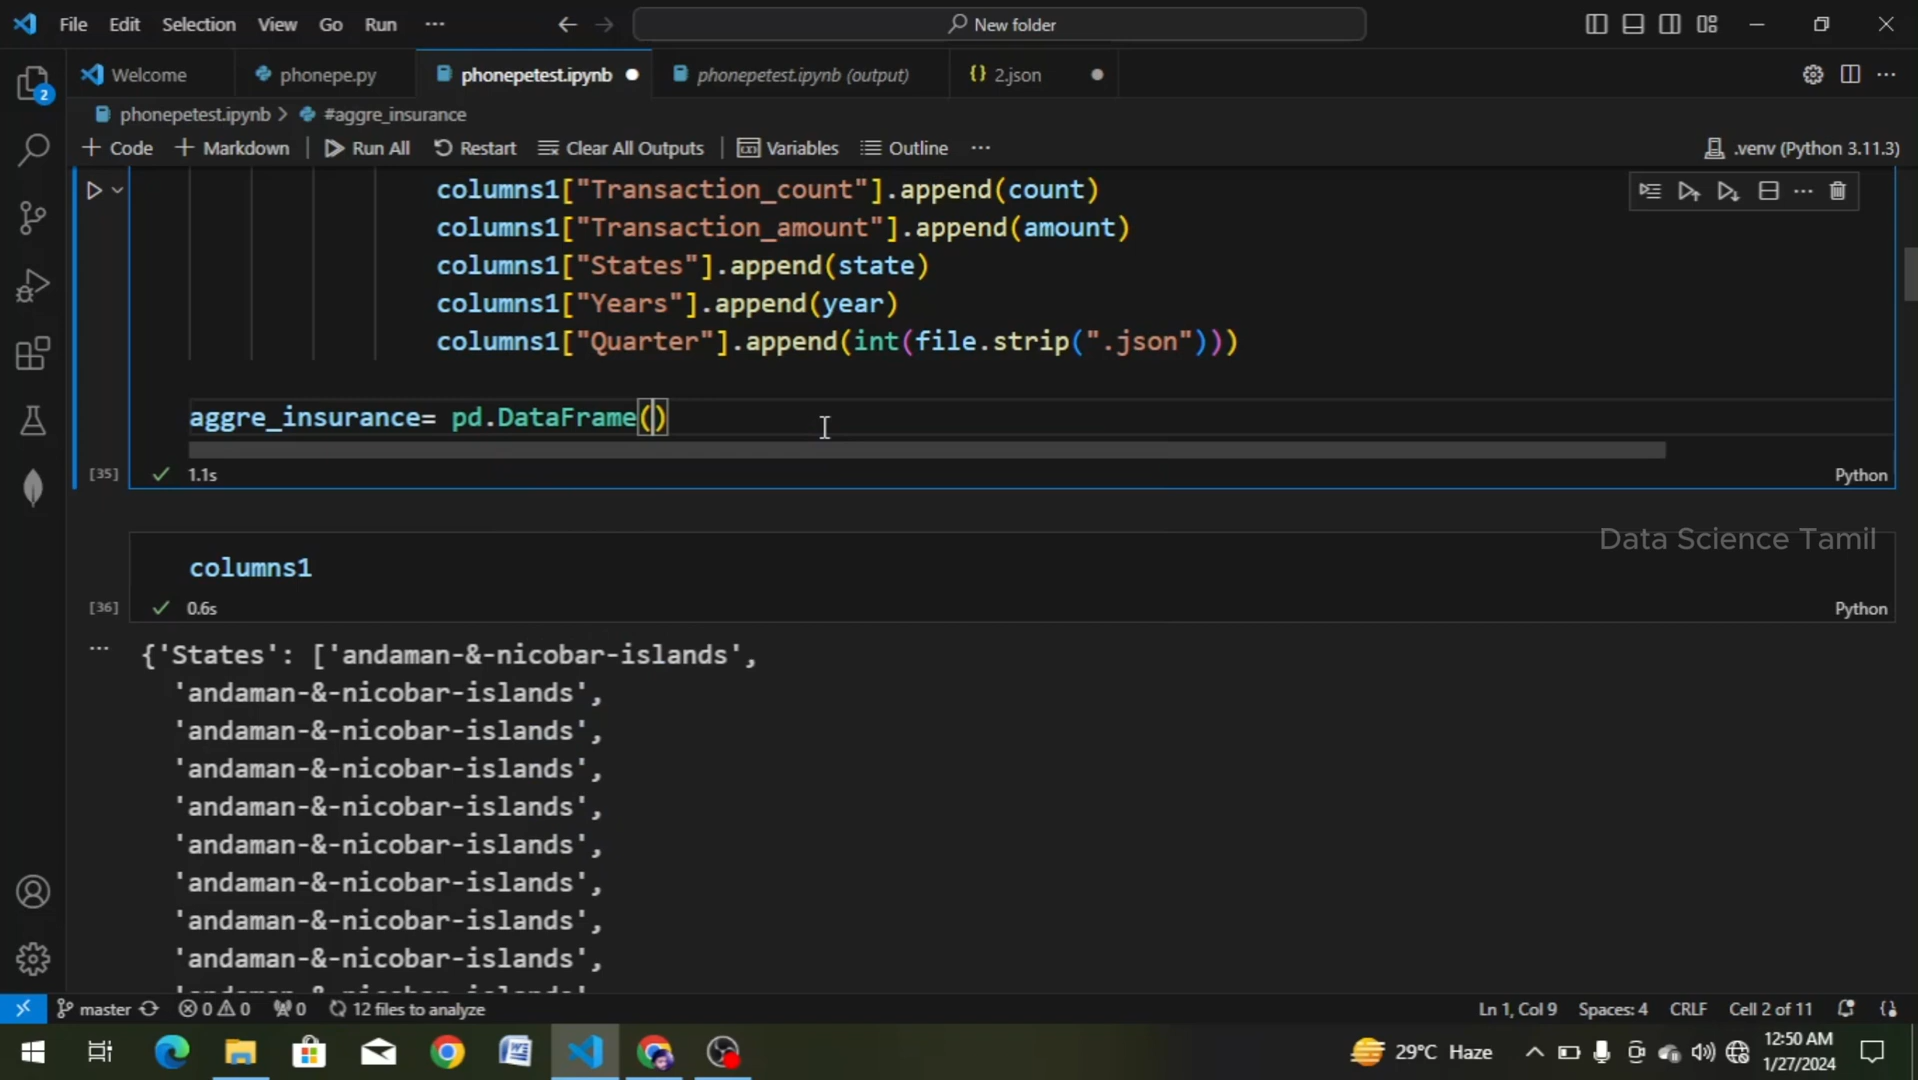 File Edit Selection View Go Run ··· New folder
Welcome phonepe.py phonepetest.ipynb phonepetest.ipynb (output) {} 2.json
phonepetest.ipynb > #aggre_insurance
+ Code + Markdown Run All Restart Clear All Outputs Variables Outline ··· .venv (Python 3.11.3)
2
columns1["Transaction_count"].append(count)
columns1["Transaction_amount"].append(amount)
columns1["States"].append(state)
columns1["Years"].append(year)
columns1["Quarter"].append(int(file.strip(".json")))
aggre_insurance= pd.DataFrame()
[35] 1.1s Python
Data Science Tamil
columns1
[36] 0.6s Python
{'States': ['andaman-&-nicobar-islands',
'andaman-&-nicobar-islands',
'andaman-&-nicobar-islands',
'andaman-&-nicobar-islands',
'andaman-&-nicobar-islands',
'andaman-&-nicobar-islands',
'andaman-&-nicobar-islands',
'andaman-&-nicobar-islands',
'andaman-&-nicobar-islands',
master 0 0 0 12 files to analyze Ln 1, Col 9 Spaces: 4 CRLF Cell 2 of 11
29°C Haze 12:50 AM
1/27/2024